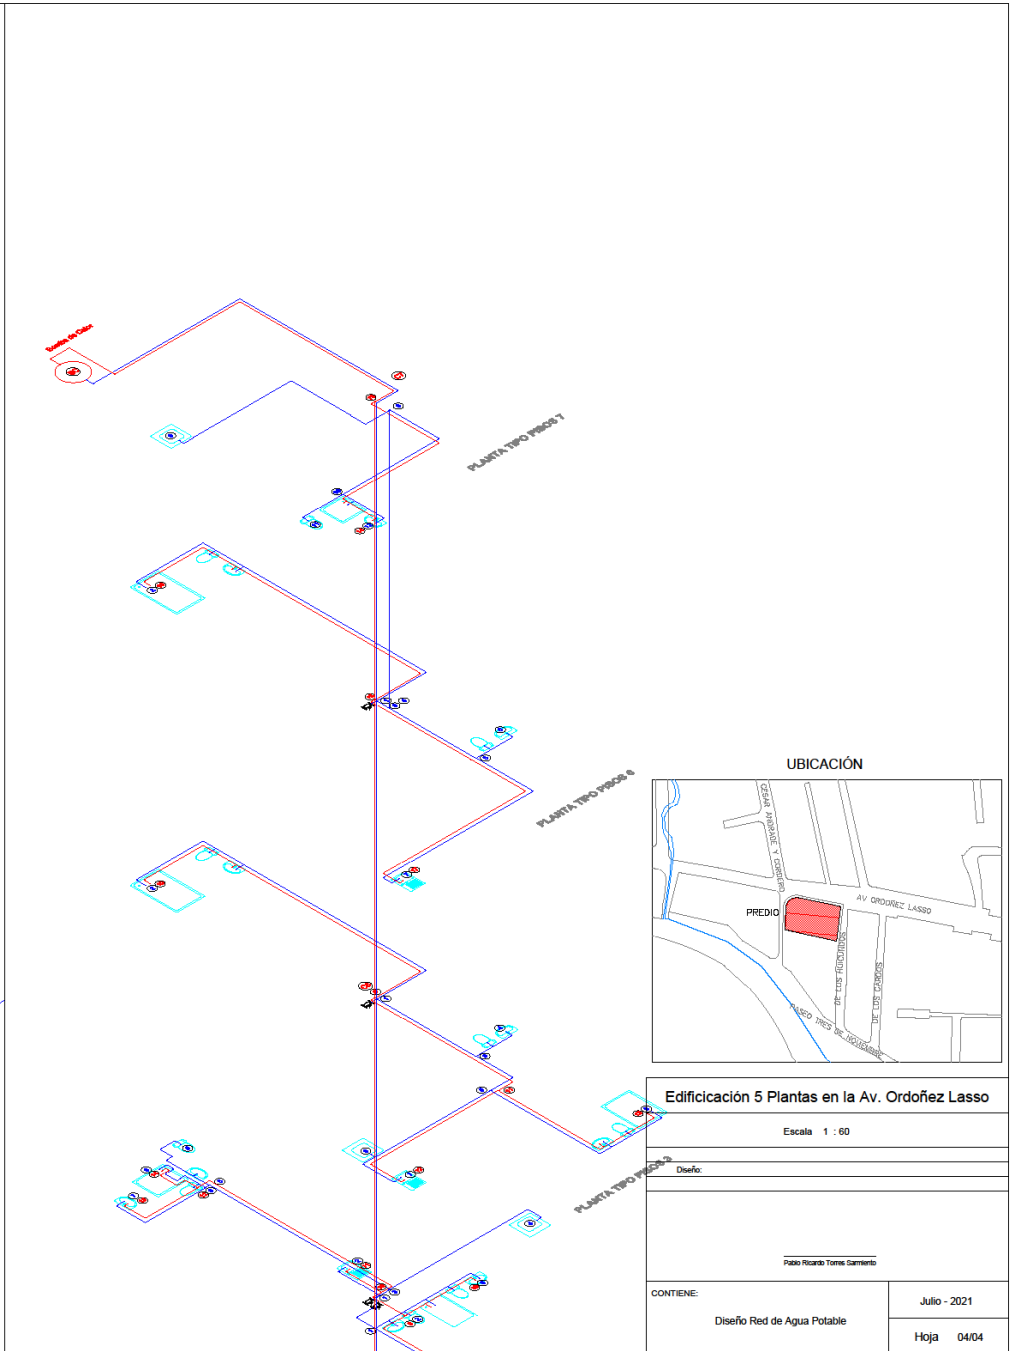 Bomba de Calor
PLANTA TIPO PISOS 7
PLANTA TIPO PISOS 6
UBICACIÓN
CESAR ANDRADE Y CORDERO
AV ORDOÑEZ LASSO
PREDIO
DE LOS CARDOS
PASEO TRES DE NOVIEMBRE
Edificicación 5 Plantas en la Av. Ordoñez Lasso
Escala 1 : 60
PLANTA TIPO PISOS 3
Diseño:
Pablo Ricardo Torres Sarmiento
CONTIENE:
Diseño Red de Agua Potable
Julio - 2021
Hoja 04/04